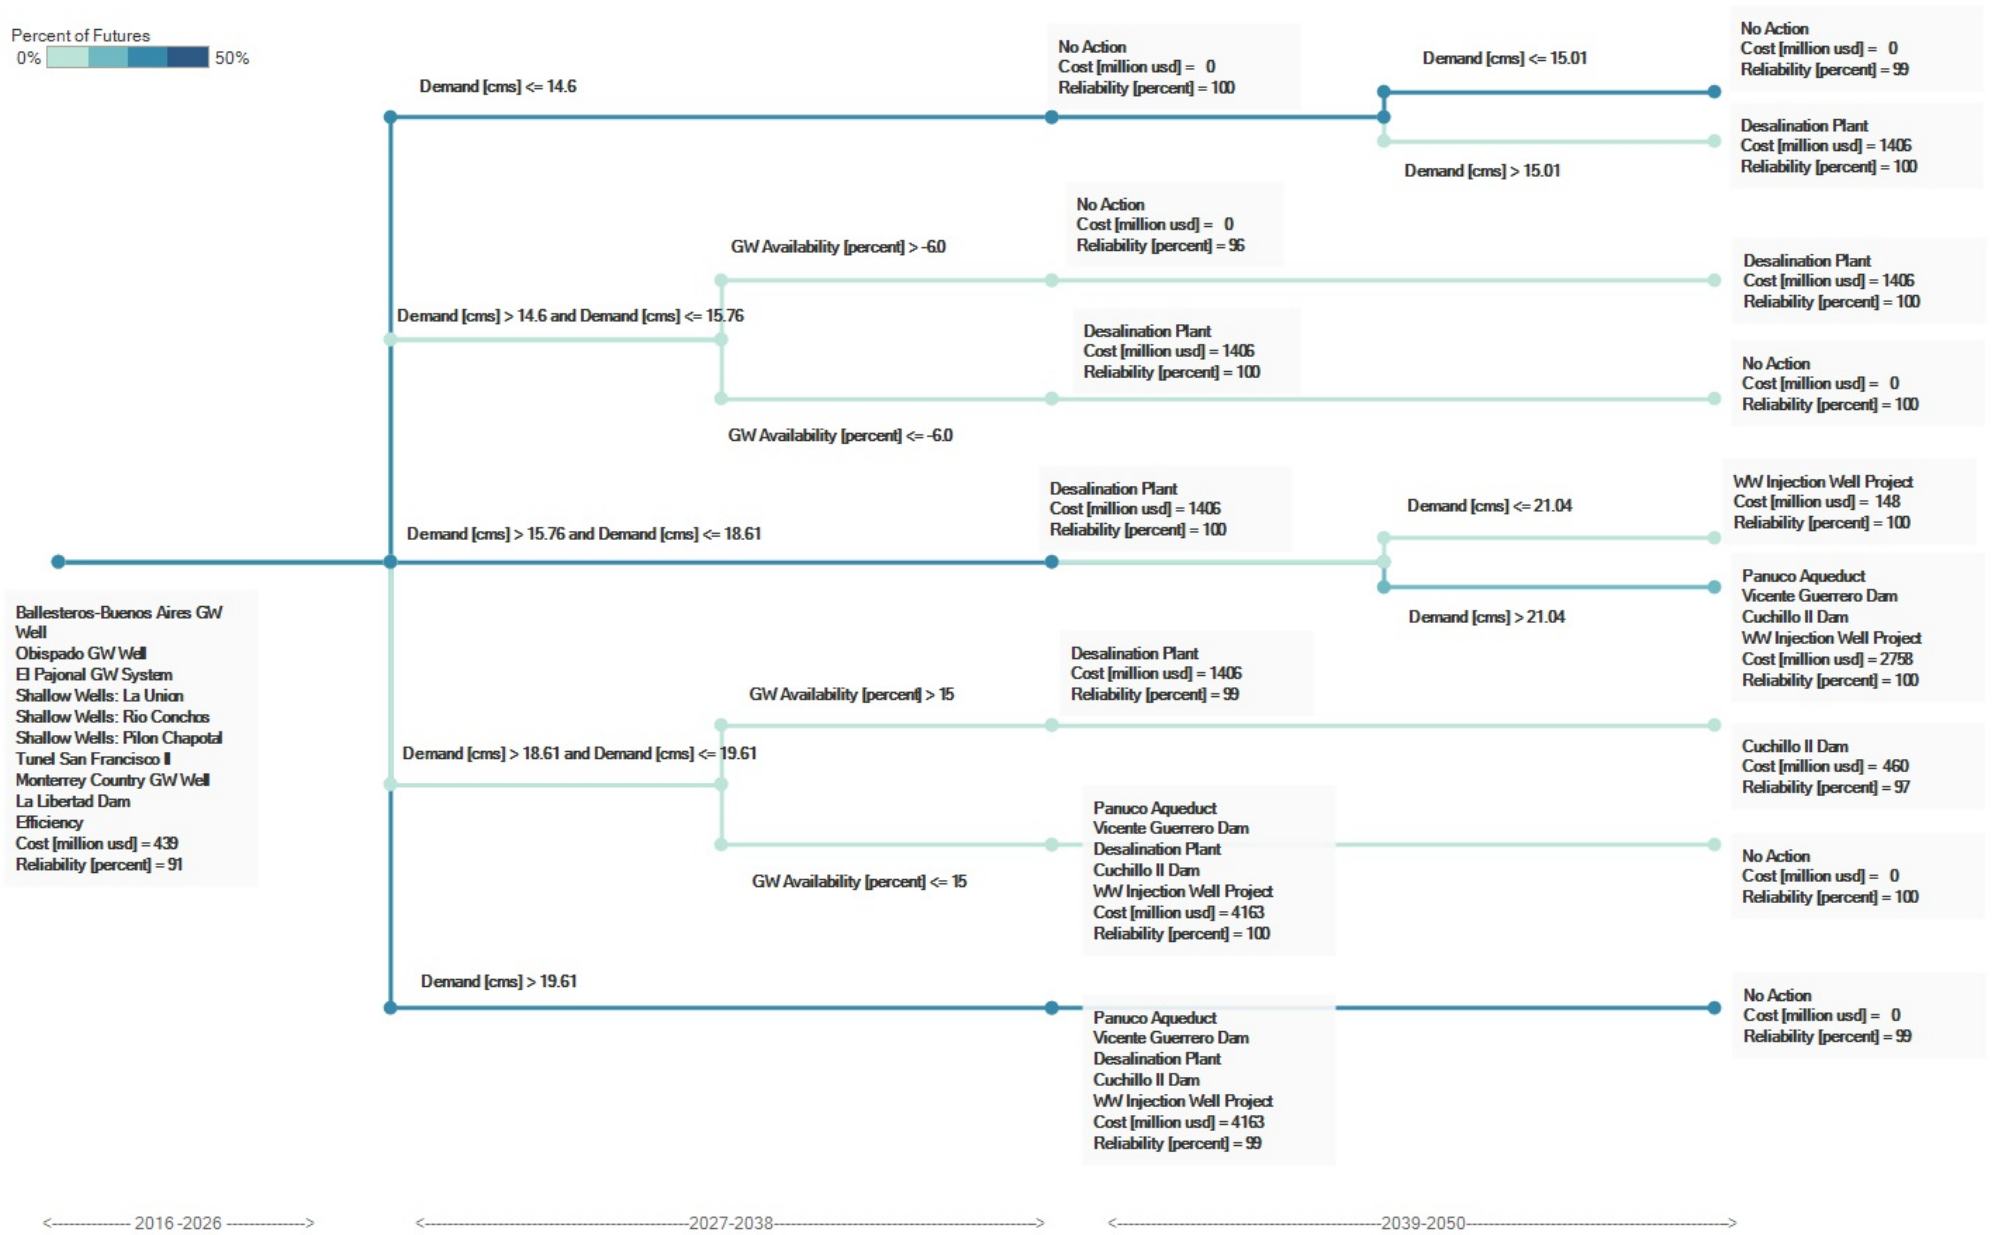 Percent of Futures
0% 50%
Demand [cms] <= 14.6
No Action
Cost [million usd] = 0
Reliability [percent] = 100
Demand [cms] <= 15.01
No Action
Cost [million usd] = 0
Reliability [percent] = 99
Desalination Plant
Cost [million usd] = 1406
Reliability [percent] = 100
Demand [cms] > 15.01
Demand [cms] > 14.6 and Demand [cms] <= 15.76
GW Availability [percent] > -6.0
No Action
Cost [million usd] = 0
Reliability [percent] = 96
Desalination Plant
Cost [million usd] = 1406
Reliability [percent] = 100
Desalination Plant
Cost [million usd] = 1406
Reliability [percent] = 100
GW Availability [percent] <= -6.0
No Action
Cost [million usd] = 0
Reliability [percent] = 100
Demand [cms] > 15.76 and Demand [cms] <= 18.61
Desalination Plant
Cost [million usd] = 1406
Reliability [percent] = 100
Demand [cms] <= 21.04
WW Injection Well Project
Cost [million usd] = 148
Reliability [percent] = 100
Demand [cms] > 21.04
Panuco Aqueduct
Vicente Guerrero Dam
Cuchillo II Dam
WW Injection Well Project
Cost [million usd] = 2758
Reliability [percent] = 100
Ballesteros-Buenos Aires GW
Well
Obispado GW Well
El Pajonal GW System
Shallow Wells: La Union
Shallow Wells: Rio Conchos
Shallow Wells: Pilon Chapotal
Tunel San Francisco II
Monterrey Country GW Well
La Libertad Dam
Efficiency
Cost [million usd] = 439
Reliability [percent] = 91
Demand [cms] > 18.61 and Demand [cms] <= 19.61
GW Availability [percent] > 15
Desalination Plant
Cost [million usd] = 1406
Reliability [percent] = 99
Cuchillo II Dam
Cost [million usd] = 460
Reliability [percent] = 97
GW Availability [percent] <= 15
Panuco Aqueduct
Vicente Guerrero Dam
Desalination Plant
Cuchillo II Dam
WW Injection Well Project
Cost [million usd] = 4163
Reliability [percent] = 100
No Action
Cost [million usd] = 0
Reliability [percent] = 100
Demand [cms] > 19.61
Panuco Aqueduct
Vicente Guerrero Dam
Desalination Plant
Cuchillo II Dam
WW Injection Well Project
Cost [million usd] = 4163
Reliability [percent] = 99
No Action
Cost [million usd] = 0
Reliability [percent] = 99
<-------------- 2016 -2026 -------------->
<-----------------------------------------------2027-2038----------------------------------------------->
<-----------------------------------------------2039-2050----------------------------------------------->